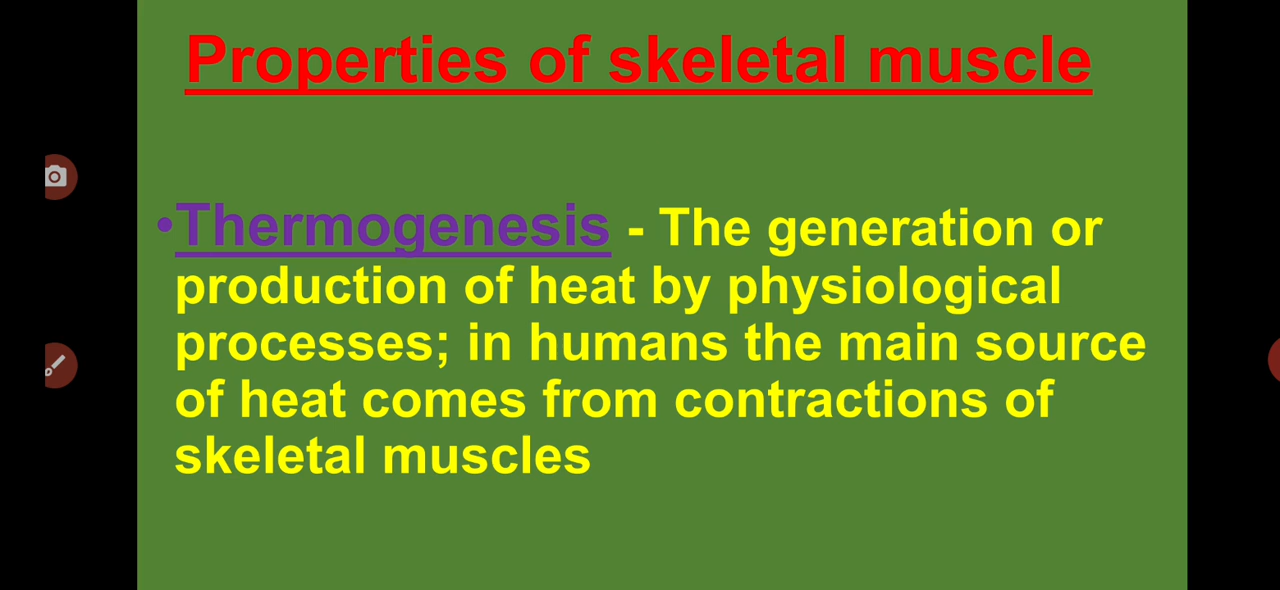 Properties of skeletal muscle
•Thermogenesis - The generation or
production of heat by physiological
processes; in humans the main source
of heat comes from contractions of
skeletal muscles